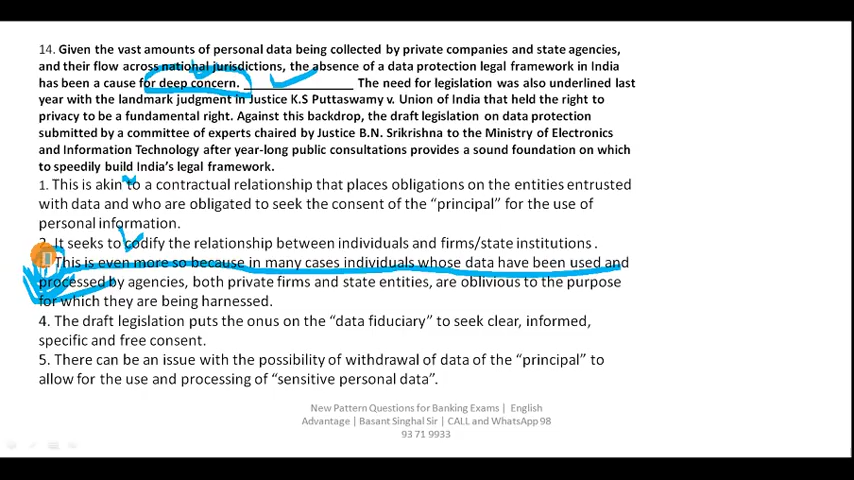 14. Given the vast amounts of personal data being collected by private companies and state agencies,
and their flow across national jurisdictions, the absence of a data protection legal framework in India
has been a cause for deep concern. ____________________ The need for legislation was also underlined last
year with the landmark judgment in Justice K.S Puttaswamy v. Union of India that held the right to
privacy to be a fundamental right. Against this backdrop, the draft legislation on data protection
submitted by a committee of experts chaired by Justice B.N. Srikrishna to the Ministry of Electronics
and Information Technology after year-long public consultations provides a sound foundation on which
to speedily build India's legal framework.
1. This is akin to a contractual relationship that places obligations on the entities entrusted
with data and who are obligated to seek the consent of the "principal" for the use of
personal information.
2. It seeks to codify the relationship between individuals and firms/state institutions .
This is even more so because in many cases individuals whose data have been used and
processed by agencies, both private firms and state entities, are oblivious to the purpose
for which they are being harnessed.
4. The draft legislation puts the onus on the "data fiduciary" to seek clear, informed,
specific and free consent.
5. There can be an issue with the possibility of withdrawal of data of the "principal" to
allow for the use and processing of "sensitive personal data".
New Pattern Questions for Banking Exams | English
Advantage | Basant Singhal Sir | CALL and WhatsApp 98
93 71 9933